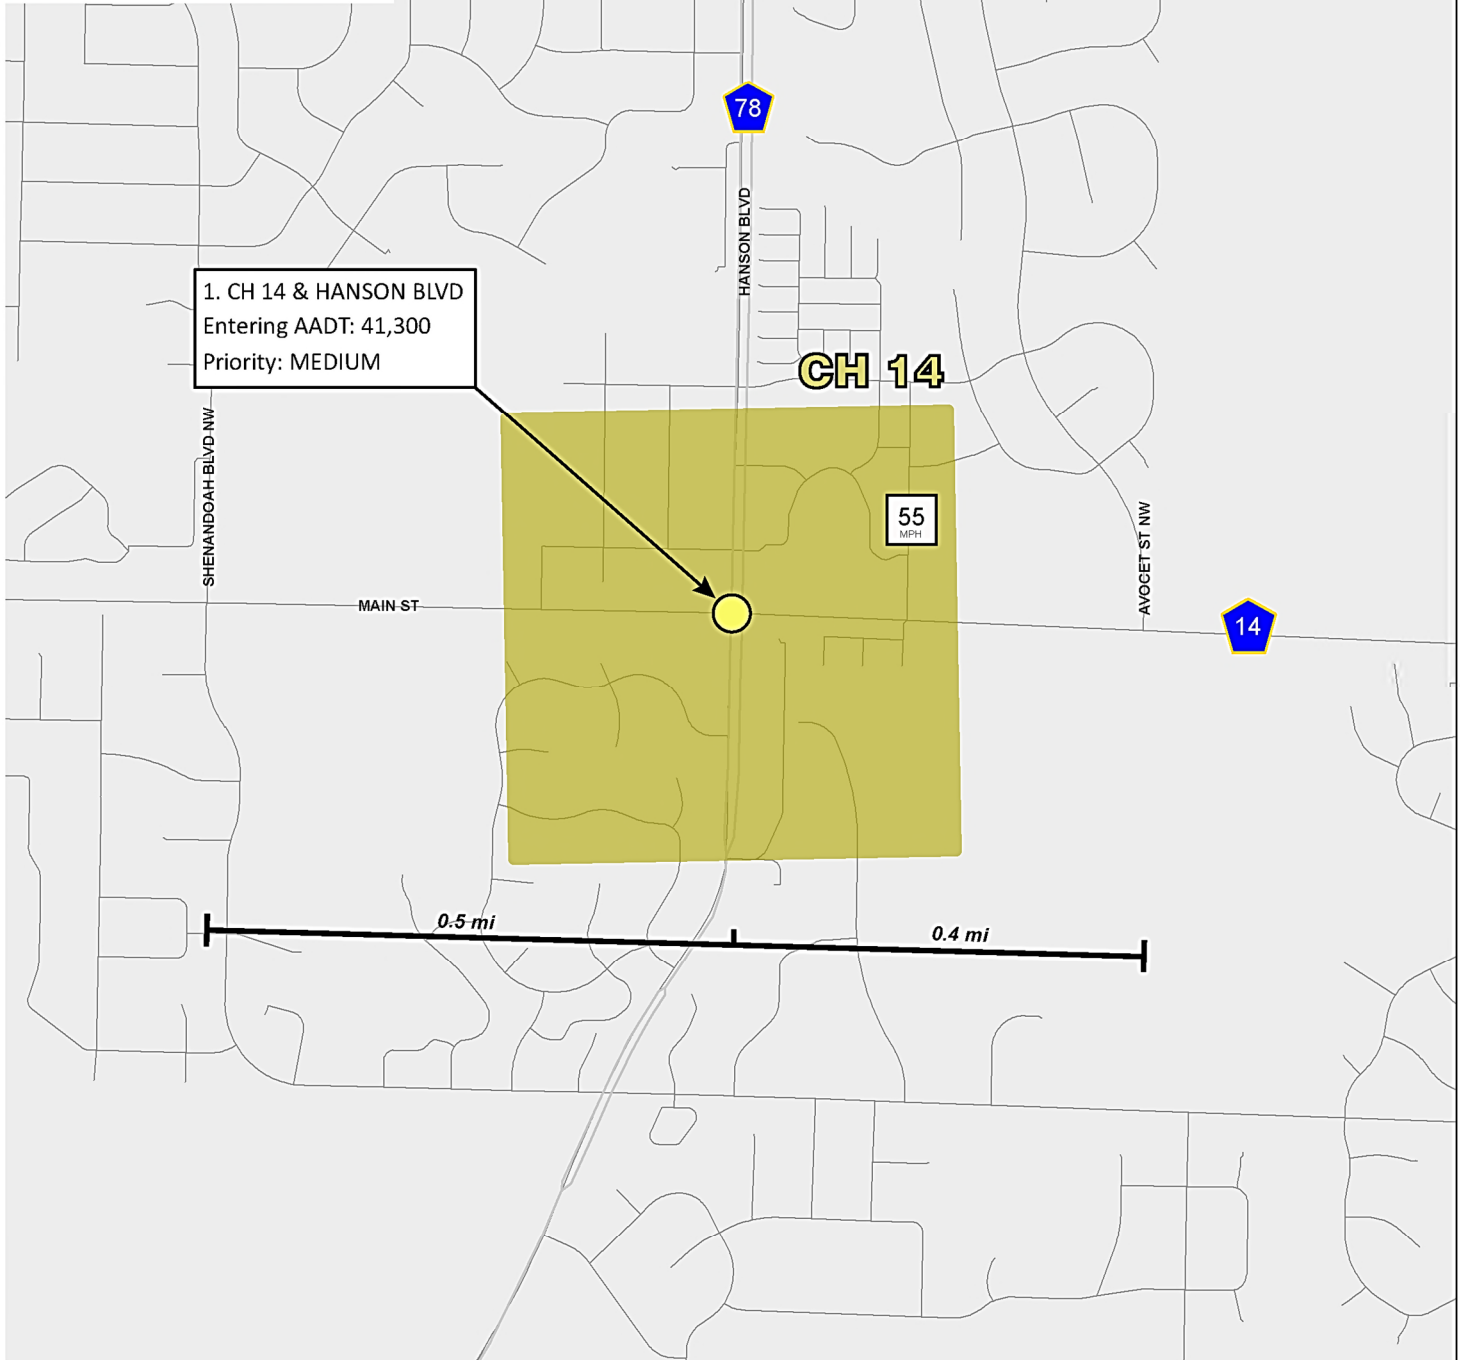 78
HANSON BLVD
1. CH 14 & HANSON BLVD
Entering AADT: 41,300
Priority: MEDIUM
CH 14
SHENANDOAH BLVD NW
55
MPH
AVOCET ST NW
MAIN ST
14
0.5 mi
0.4 mi